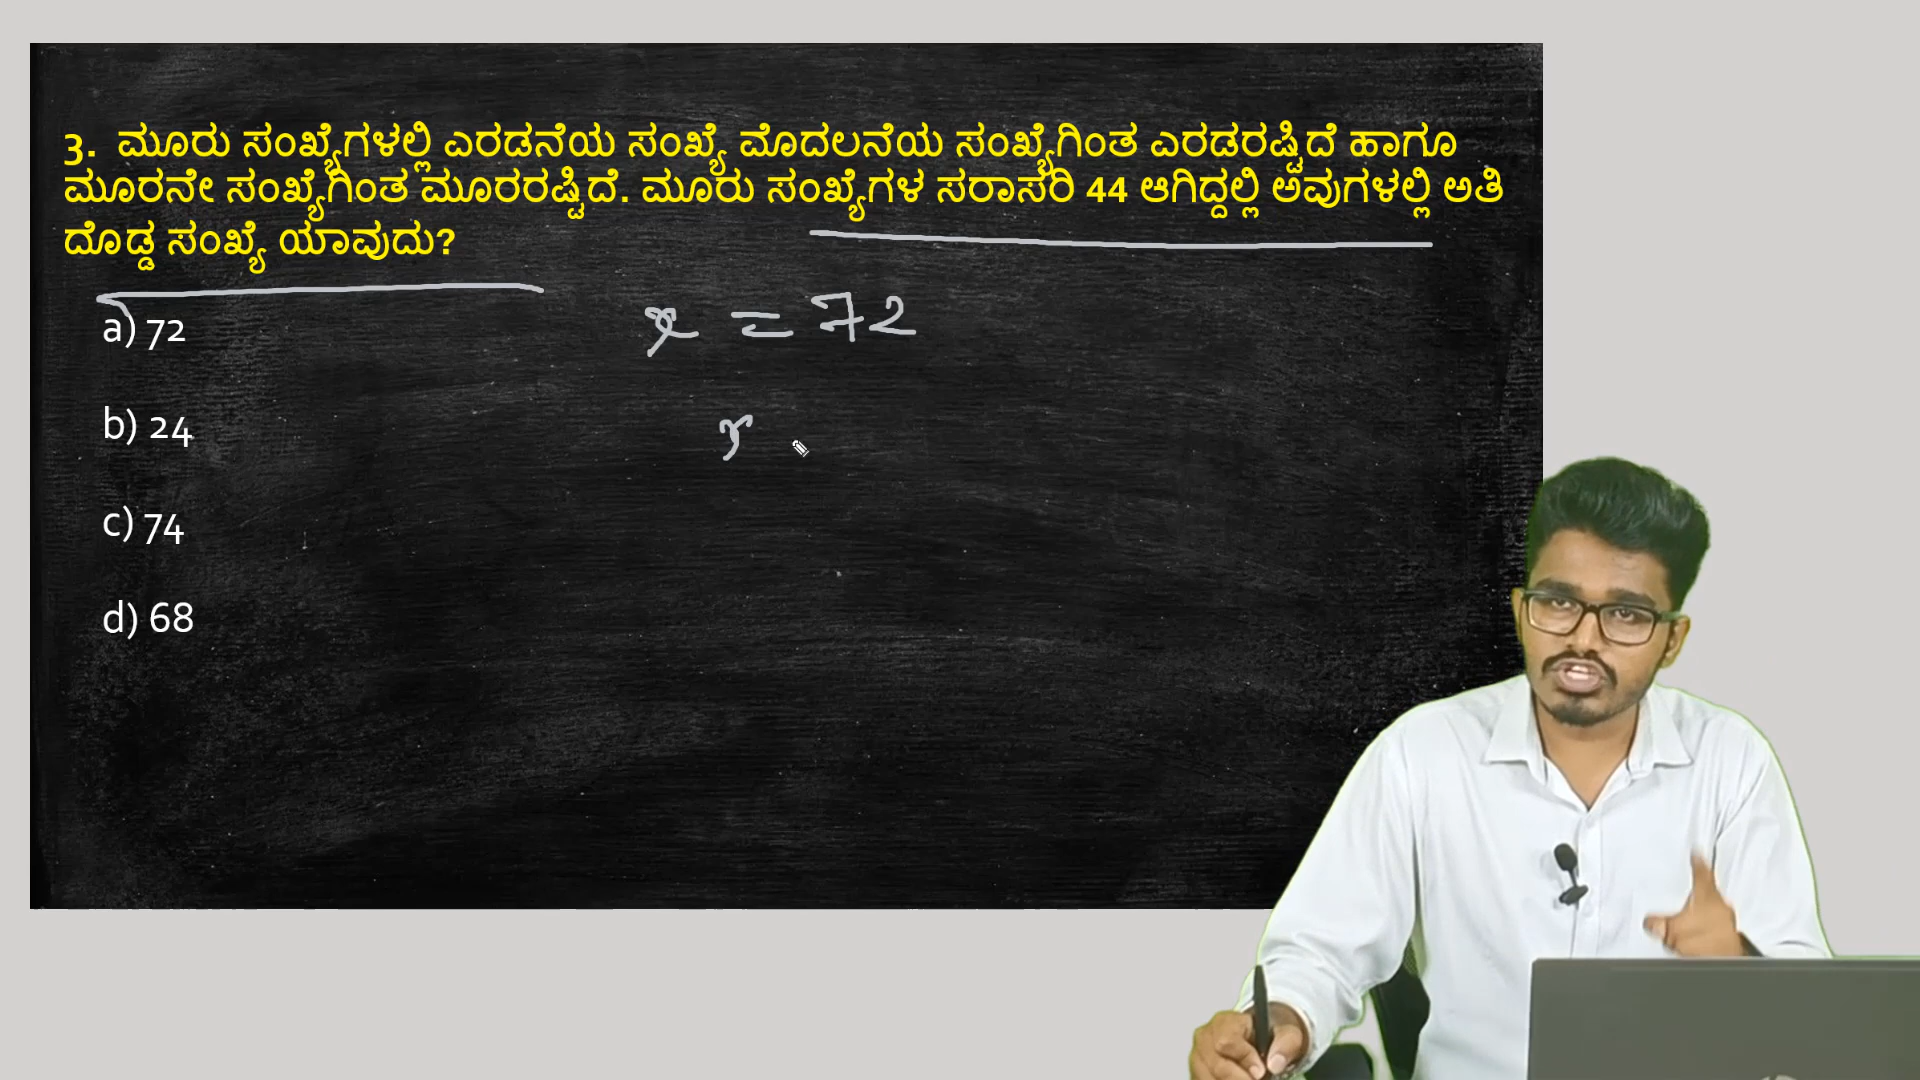 3. ಮೂರು ಸಂಖ್ಯೆಗಳಲ್ಲಿ ಎರಡನೆಯ ಸಂಖ್ಯೆ ಮೊದಲನೆಯ ಸಂಖ್ಯೆಗಿಂತ ಎರಡರಷ್ಟಿದೆ ಹಾಗೂ
ಮೂರನೇ ಸಂಖ್ಯೆಗಿಂತ ಮೂರರಷ್ಟಿದೆ. ಮೂರು ಸಂಖ್ಯೆಗಳ ಸರಾಸರಿ 44 ಆಗಿದ್ದಲ್ಲಿ ಅವುಗಳಲ್ಲಿ ಅತಿ
ದೊಡ್ಡ ಸಂಖ್ಯೆ ಯಾವುದು?
a) 72
x = 72
b) 24
x
c) 74
d) 68